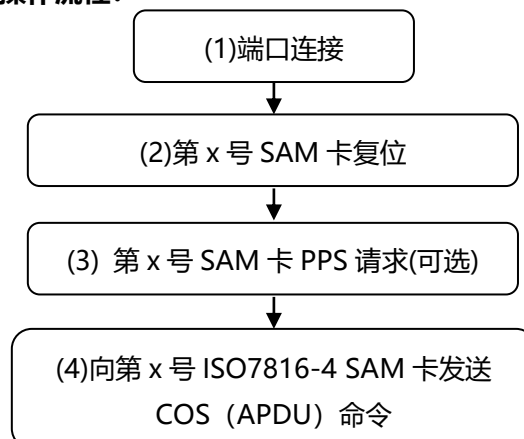 (1)端口连接
(2)第 x 号 SAM 卡复位
(3) 第 x 号 SAM 卡 PPS 请求(可选)
(4)向第 x 号 ISO7816-4 SAM 卡发送
COS（APDU）命令